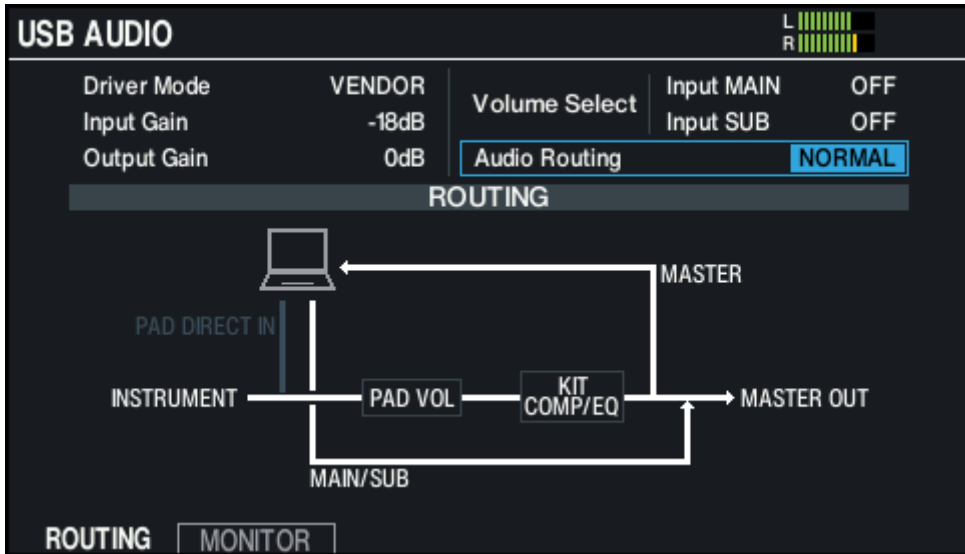 USB AUDIO
L
R
Driver Mode VENDOR
Input Gain -18dB
Output Gain 0dB
Volume Select
Input MAIN OFF
Input SUB OFF
Audio Routing NORMAL
ROUTING
MASTER
PAD DIRECT IN
INSTRUMENT
PAD VOL
KIT
COMP/EQ
MASTER OUT
MAIN/SUB
ROUTING MONITOR